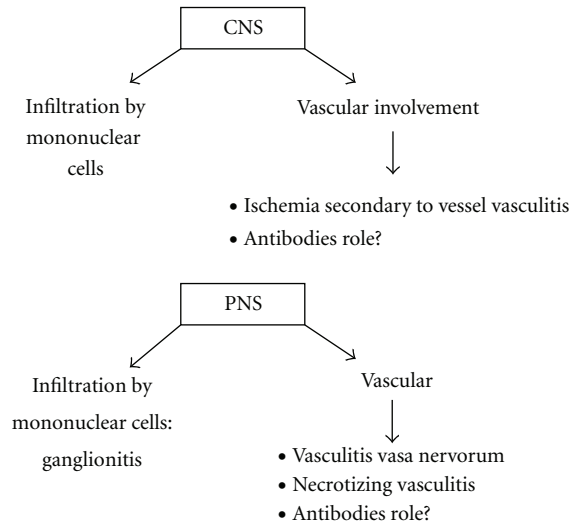 CNS
Infiltration by
mononuclear
cells
Vascular involvement
• Ischemia secondary to vessel vasculitis
• Antibodies role?
PNS
Infiltration by
mononuclear cells:
ganglionitis
Vascular
• Vasculitis vasa nervorum
• Necrotizing vasculitis
• Antibodies role?